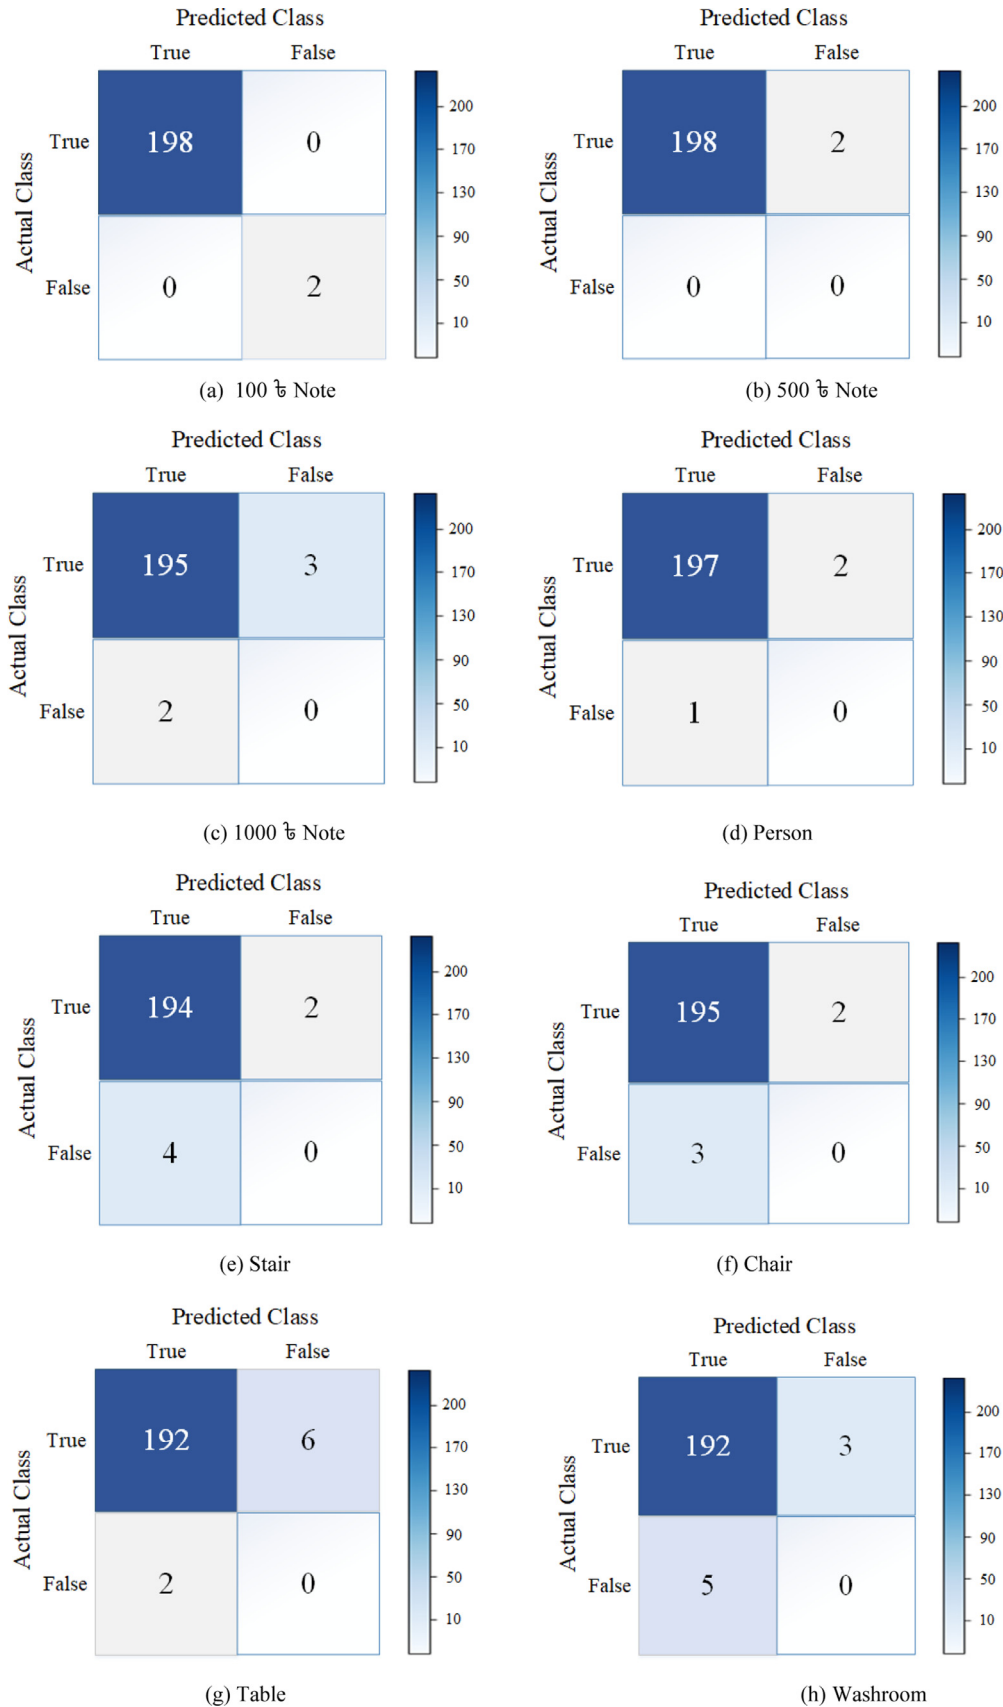 Predicted Class
True False
200
170
130
90
50
10
Actual Class
True 198 0
False 0 2
(a) 100 ৳ Note
Predicted Class
True False
200
170
130
90
50
10
Actual Class
True 198 2
False 0 0
(b) 500 ৳ Note
Predicted Class
True False
200
170
130
90
50
10
Actual Class
True 195 3
False 2 0
(c) 1000 ৳ Note
Predicted Class
True False
200
170
130
90
50
10
Actual Class
True 197 2
False 1 0
(d) Person
Predicted Class
True False
200
170
130
90
50
10
Actual Class
True 194 2
False 4 0
(e) Stair
Predicted Class
True False
200
170
130
90
50
10
Actual Class
True 195 2
False 3 0
(f) Chair
Predicted Class
True False
200
170
130
90
50
10
Actual Class
True 192 6
False 2 0
(g) Table
Predicted Class
True False
200
170
130
90
50
10
Actual Class
True 192 3
False 5 0
(h) Washroom